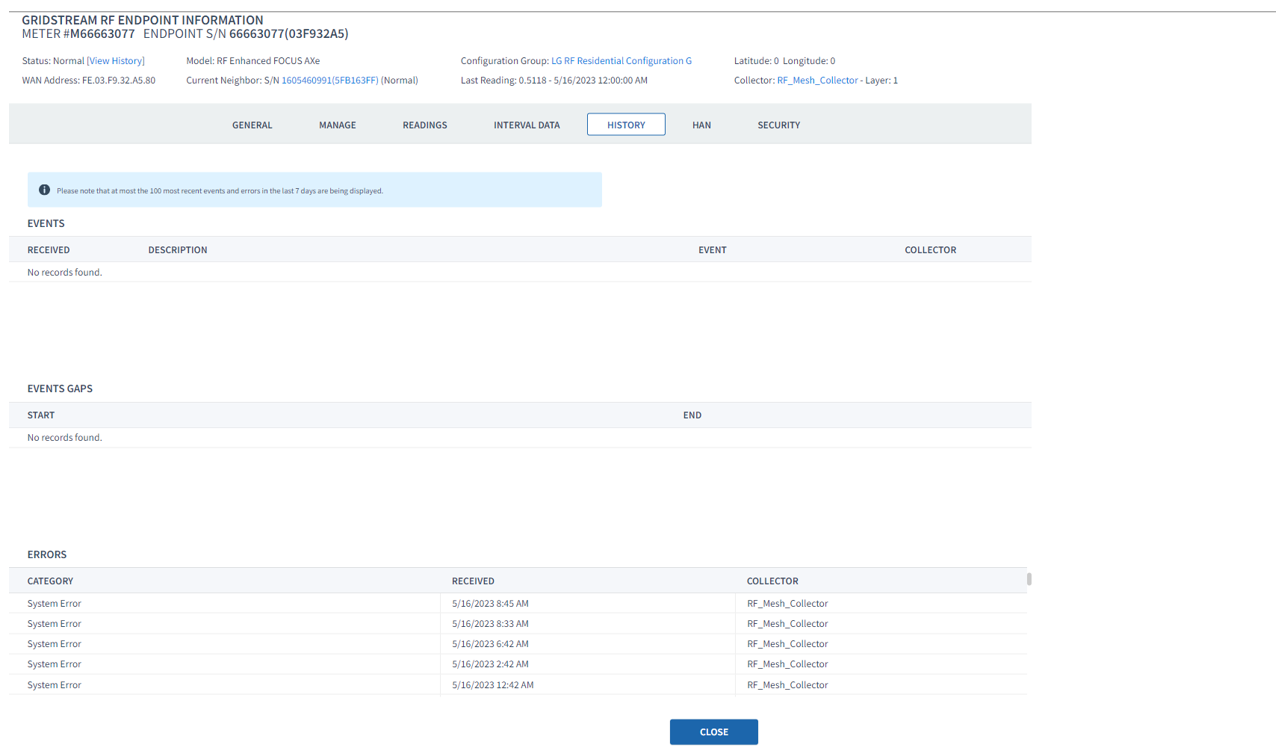 GRIDSTREAM RF ENDPOINT INFORMATION
METER #M66663077 ENDPOINT S/N 66663077(03F932A5)
Status: Normal [View History] Model: RF Enhanced FOCUS AXe Configuration Group: LG RF Residential Configuration G Latitude: 0 Longitude: 0
WAN Address: FE.03.F9.32.A5.80 Current Neighbor: S/N 1605460991(5FB163FF) (Normal) Last Reading: 0.5118 - 5/16/2023 12:00:00 AM Collector: RF_Mesh_Collector - Layer: 1
GENERAL MANAGE READINGS INTERVAL DATA HISTORY HAN SECURITY
Please note that at most the 100 most recent events and errors in the last 7 days are being displayed.
EVENTS
RECEIVED DESCRIPTION EVENT COLLECTOR
No records found.
EVENTS GAPS
START END
No records found.
ERRORS
CATEGORY RECEIVED COLLECTOR
System Error 5/16/2023 8:45 AM RF_Mesh_Collector
System Error 5/16/2023 8:33 AM RF_Mesh_Collector
System Error 5/16/2023 6:42 AM RF_Mesh_Collector
System Error 5/16/2023 2:42 AM RF_Mesh_Collector
System Error 5/16/2023 12:42 AM RF_Mesh_Collector
CLOSE